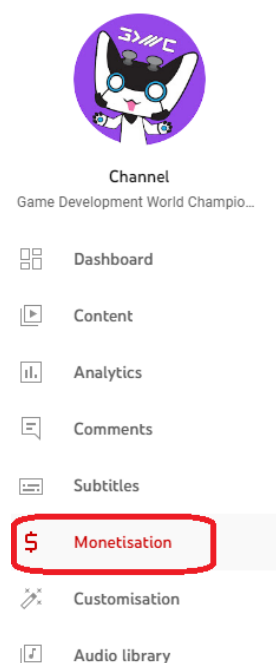 Channel
Game Development World Champio...
Dashboard
Content
Analytics
Comments
Subtitles
$ Monetisation
Customisation
Audio library